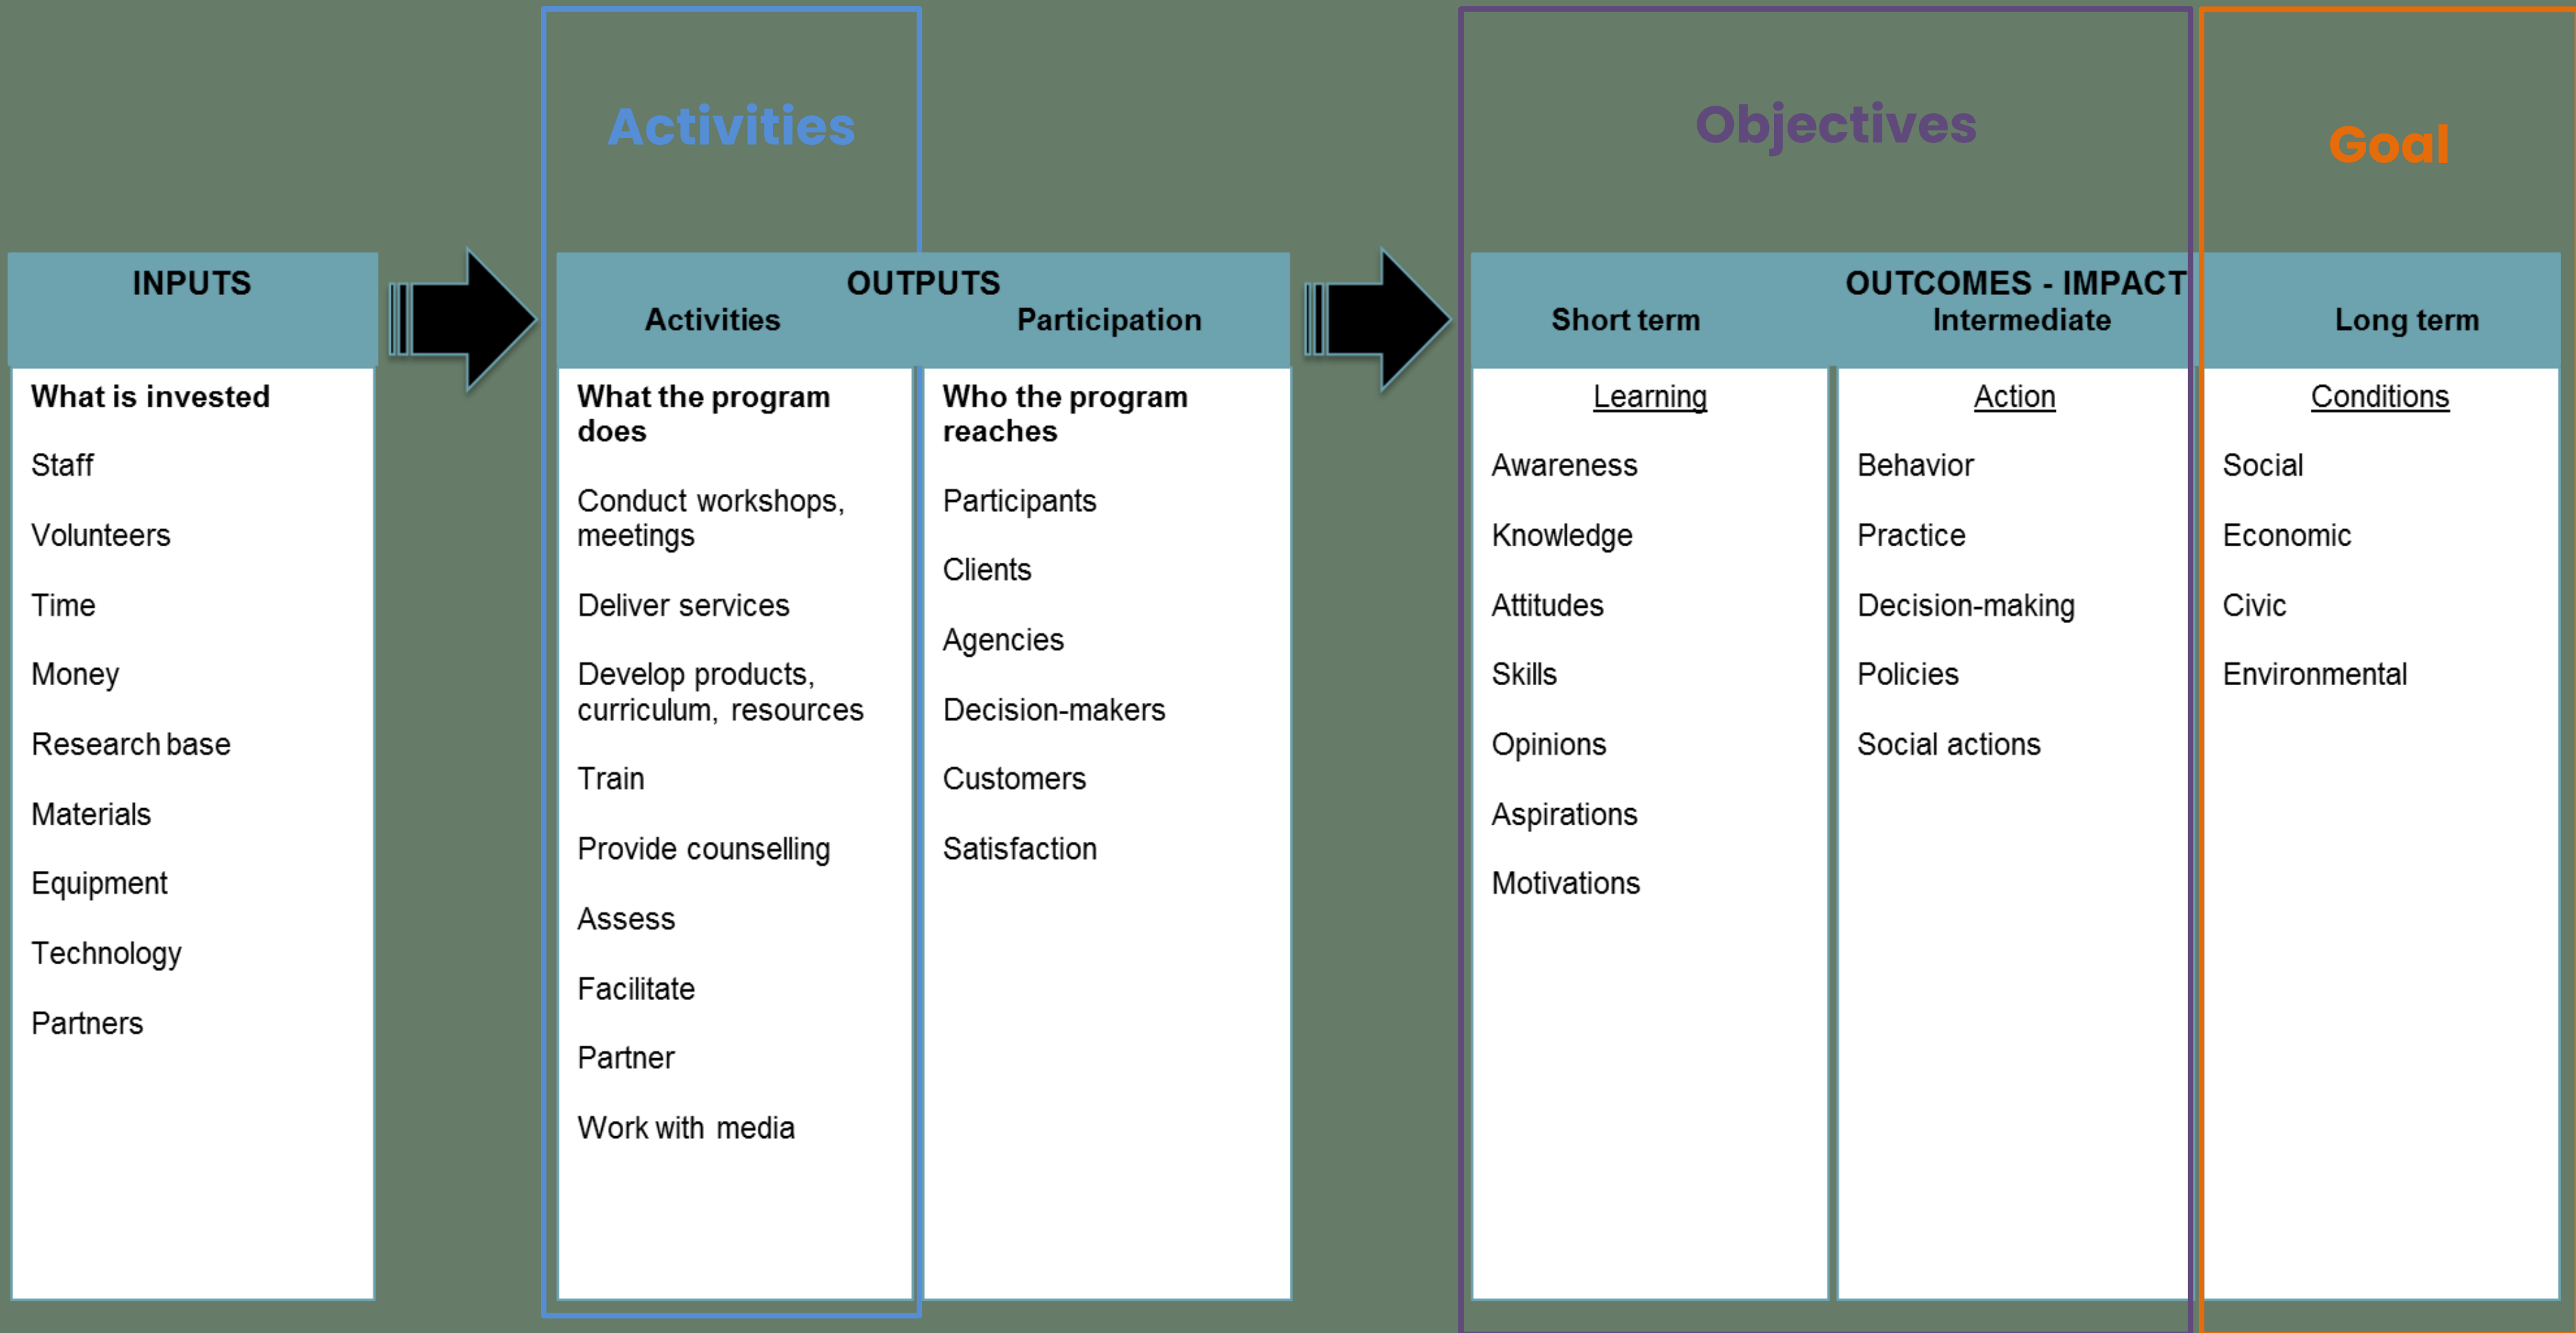 Activities
Objectives
Goal
INPUTS
What is invested
Staff
Volunteers
Time
Money
Research base
Materials
Equipment
Technology
Partners
OUTPUTS
Activities
Participation
What the program
does
Conduct workshops,
meetings
Deliver services
Develop products,
curriculum, resources
Train
Provide counselling
Assess
Facilitate
Partner
Work with media
Who the program
reaches
Participants
Clients
Agencies
Decision-makers
Customers
Satisfaction
OUTCOMES - IMPACT
Short term
Intermediate
Long term
Learning
Awareness
Knowledge
Attitudes
Skills
Opinions
Aspirations
Motivations
Action
Behavior
Practice
Decision-making
Policies
Social actions
Conditions
Social
Economic
Civic
Environmental